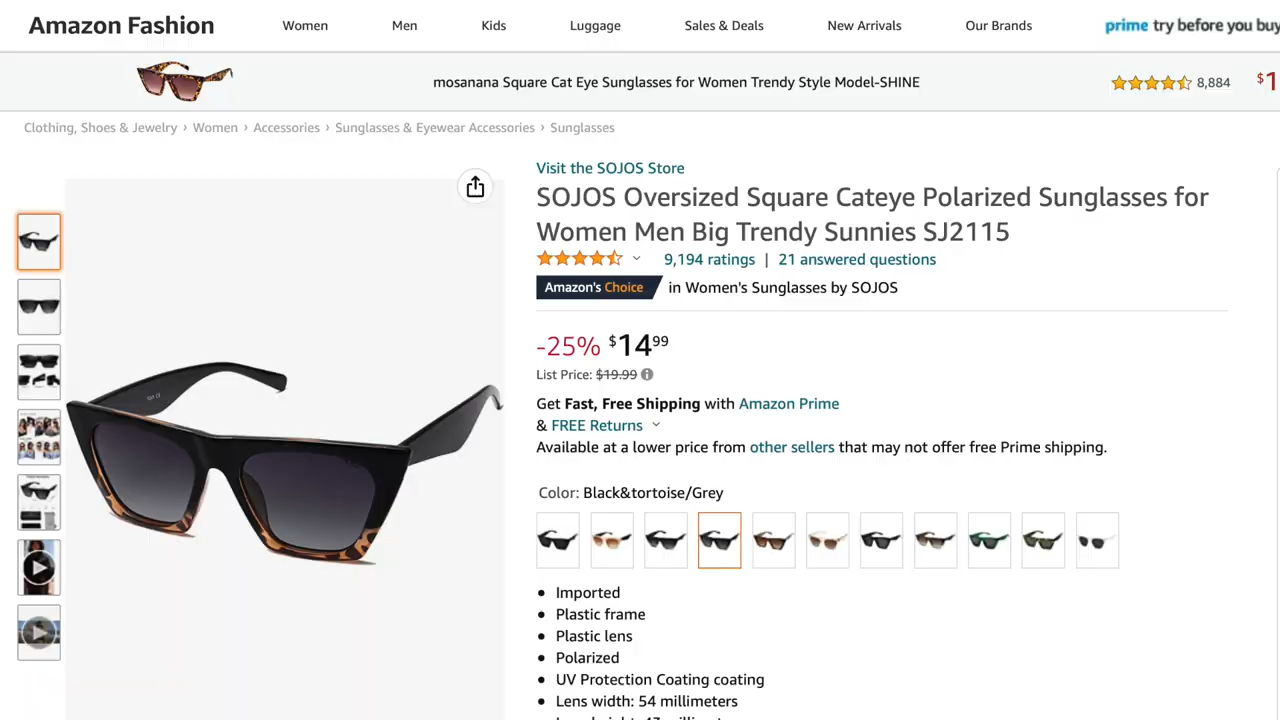 Amazon Fashion
Women
Men
Kids
Luggage
Sales & Deals
New Arrivals
Our Brands
prime try before you buy
mosanana Square Cat Eye Sunglasses for Women Trendy Style Model-SHINE
8,884
$1
Clothing, Shoes & Jewelry › Women › Accessories › Sunglasses & Eyewear Accessories › Sunglasses
Visit the SOJOS Store
SOJOS Oversized Square Cateye Polarized Sunglasses for
Women Men Big Trendy Sunnies SJ2115
9,194 ratings | 21 answered questions
Amazon's Choice in Women's Sunglasses by SOJOS
-25% $14 99
List Price: $19.99
Get Fast, Free Shipping with Amazon Prime
& FREE Returns
Available at a lower price from other sellers that may not offer free Prime shipping.
Color: Black&tortoise/Grey
• Imported
• Plastic frame
• Plastic lens
• Polarized
• UV Protection Coating coating
• Lens width: 54 millimeters